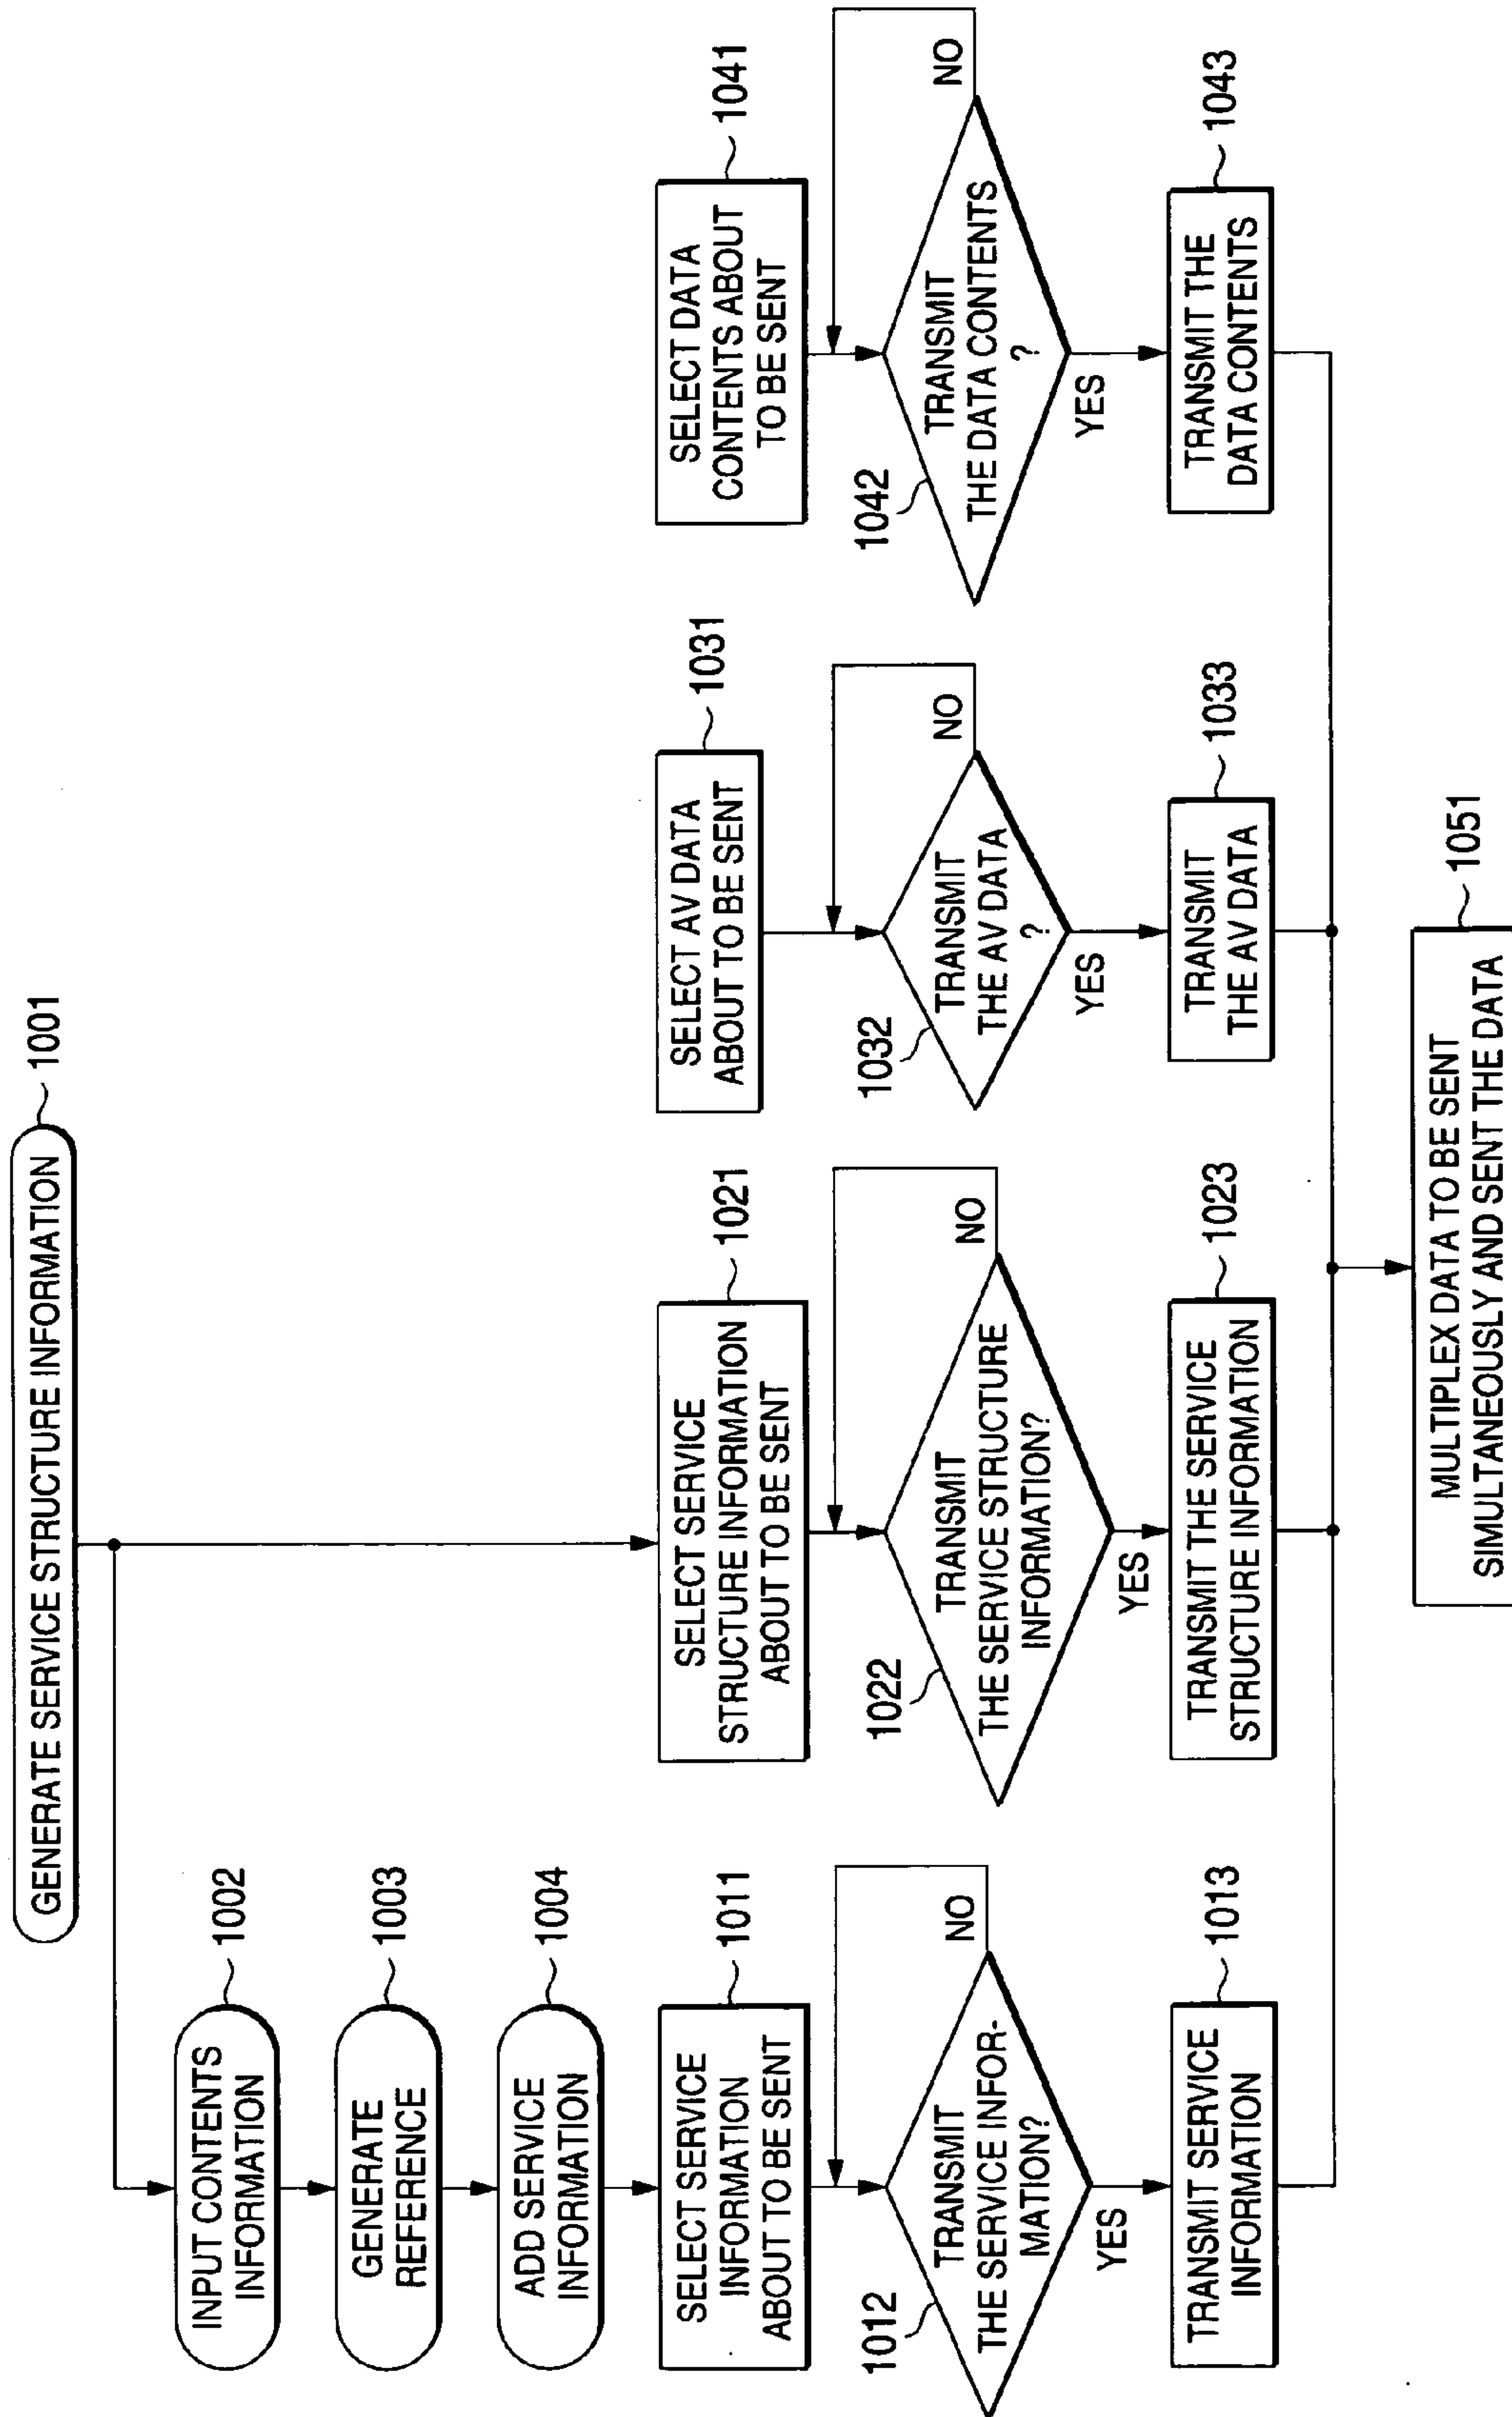 GENERATE SERVICE STRUCTURE INFORMATION
1001
INPUT CONTENTS
INFORMATION
1002
GENERATE
REFERENCE
1003
ADD SERVICE
INFORMATION
1004
SELECT SERVICE
INFORMATION
ABOUT TO BE SENT
1011
1012
TRANSMIT
THE SERVICE INFOR-
MATION?
NO
YES
TRANSMIT SERVICE
INFORMATION
1013
SELECT SERVICE
STRUCTURE INFORMATION
ABOUT TO BE SENT
1021
1022
TRANSMIT
THE SERVICE STRUCTURE
INFORMATION?
NO
YES
TRANSMIT THE SERVICE
STRUCTURE INFORMATION
1023
SELECT AV DATA
ABOUT TO BE SENT
1031
1032
TRANSMIT
THE AV DATA
?
NO
YES
TRANSMIT
THE AV DATA
1033
SELECT DATA
CONTENTS ABOUT
TO BE SENT
1041
1042
TRANSMIT
THE DATA CONTENTS
?
NO
YES
TRANSMIT THE
DATA CONTENTS
1043
MULTIPLEX DATA TO BE SENT
SIMULTANEOUSLY AND SENT THE DATA
1051